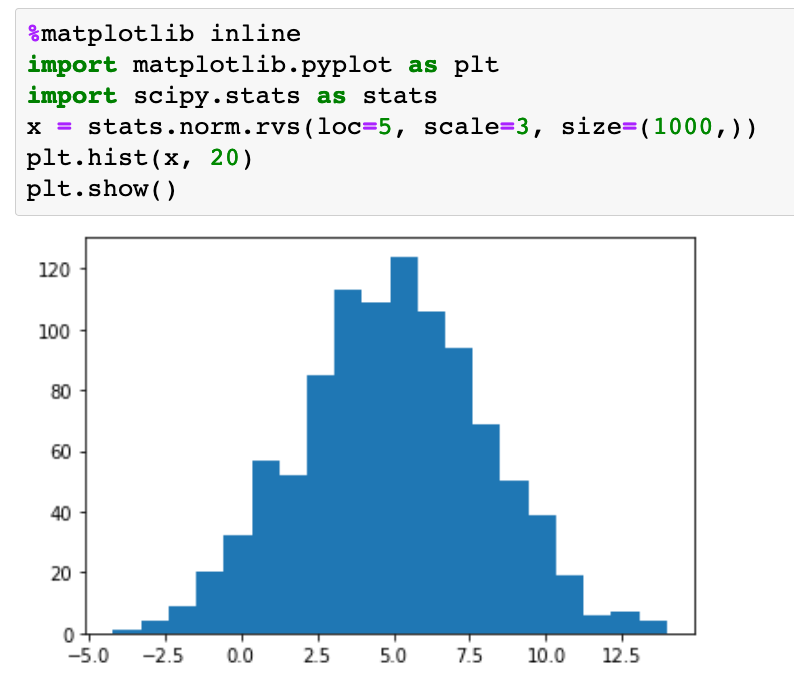 %matplotlib inline
import matplotlib.pyplot as plt
import scipy.stats as stats
x = stats.norm.rvs(loc=5, scale=3, size=(1000,))
plt.hist(x, 20)
plt.show()
120
100
80
60
40
20
0
−5.0 −2.5 0.0 2.5 5.0 7.5 10.0 12.5